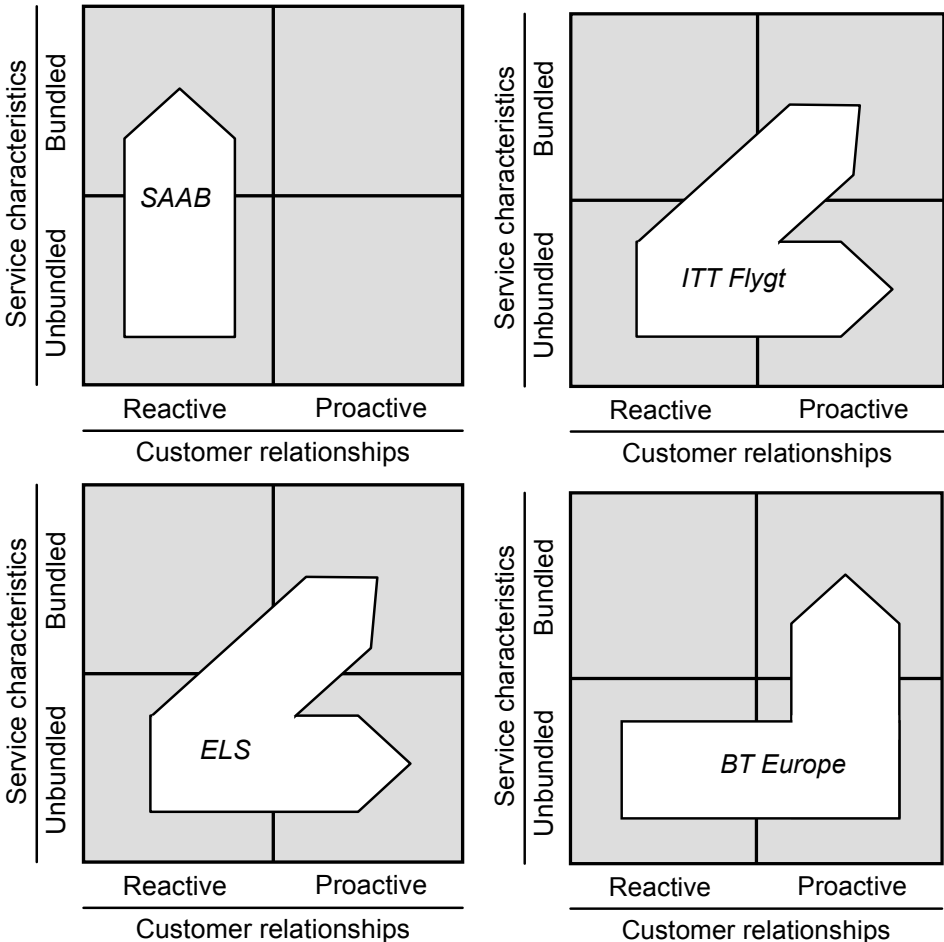 Service characteristics
Unbundled Bundled
SAAB
Reactive Proactive
Customer relationships
Service characteristics
Unbundled Bundled
ITT Flygt
Reactive Proactive
Customer relationships
Service characteristics
Unbundled Bundled
ELS
Reactive Proactive
Customer relationships
Service characteristics
Unbundled Bundled
BT Europe
Reactive Proactive
Customer relationships